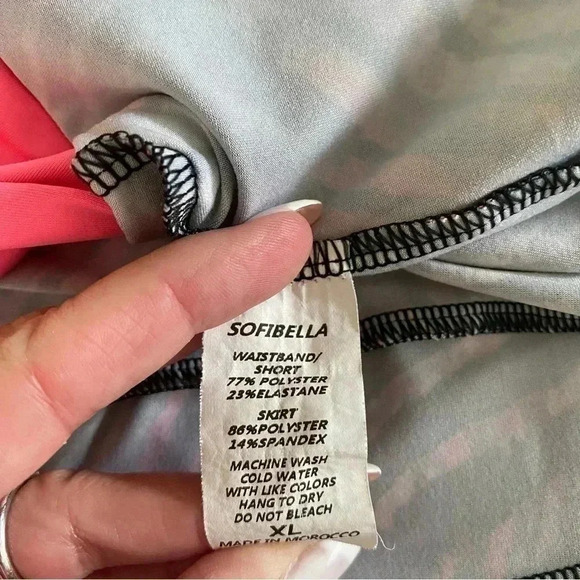 SOFIBELLA
WAISTBAND/
SHORT
77% POLYSTER
23%ELASTANE
SKIRT
86%POLYSTER
14%SPANDEX
MACHINE WASH
COLD WATER
WITH LIKE COLORS
HANG TO DRY
DO NOT BLEACH
XL
MADE IN MOROCCO